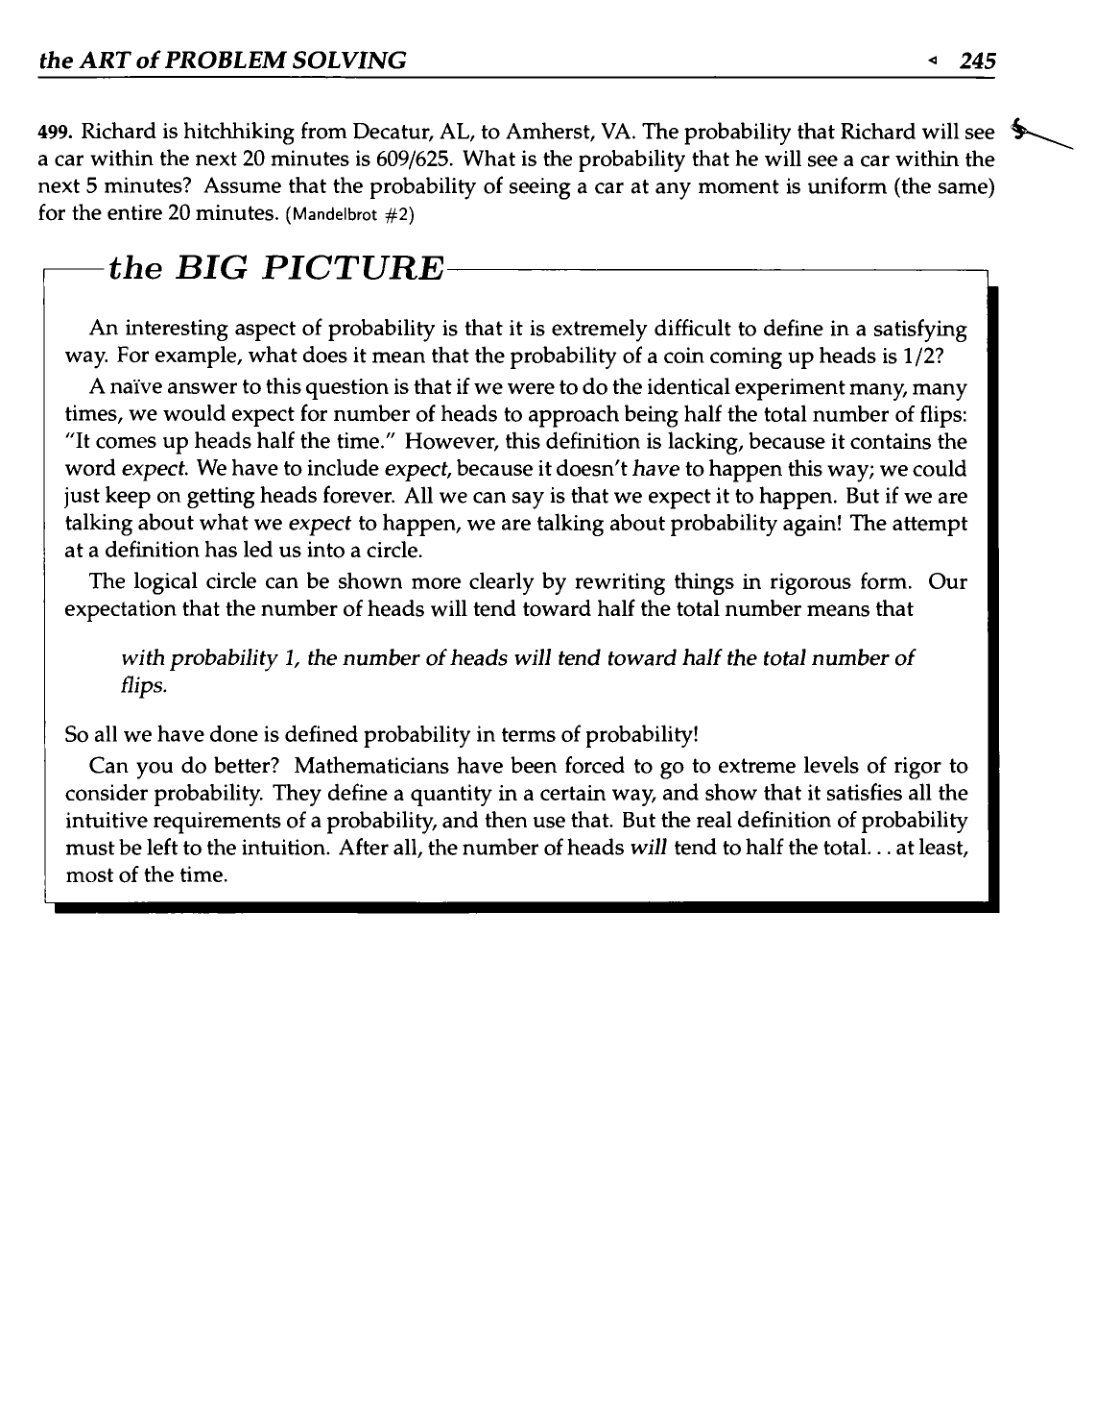 the ART of PROBLEM SOLVING ◃ 245
499. Richard is hitchhiking from Decatur, AL, to Amherst, VA. The probability that Richard will see
a car within the next 20 minutes is 609/625. What is the probability that he will see a car within the
next 5 minutes? Assume that the probability of seeing a car at any moment is uniform (the same)
for the entire 20 minutes. (Mandelbrot #2)
the BIG PICTURE
An interesting aspect of probability is that it is extremely difficult to define in a satisfying
way. For example, what does it mean that the probability of a coin coming up heads is 1/2?
A naïve answer to this question is that if we were to do the identical experiment many, many
times, we would expect for number of heads to approach being half the total number of flips:
"It comes up heads half the time." However, this definition is lacking, because it contains the
word expect. We have to include expect, because it doesn't have to happen this way; we could
just keep on getting heads forever. All we can say is that we expect it to happen. But if we are
talking about what we expect to happen, we are talking about probability again! The attempt
at a definition has led us into a circle.
The logical circle can be shown more clearly by rewriting things in rigorous form. Our
expectation that the number of heads will tend toward half the total number means that
with probability 1, the number of heads will tend toward half the total number of
flips.
So all we have done is defined probability in terms of probability!
Can you do better? Mathematicians have been forced to go to extreme levels of rigor to
consider probability. They define a quantity in a certain way, and show that it satisfies all the
intuitive requirements of a probability, and then use that. But the real definition of probability
must be left to the intuition. After all, the number of heads will tend to half the total... at least,
most of the time.